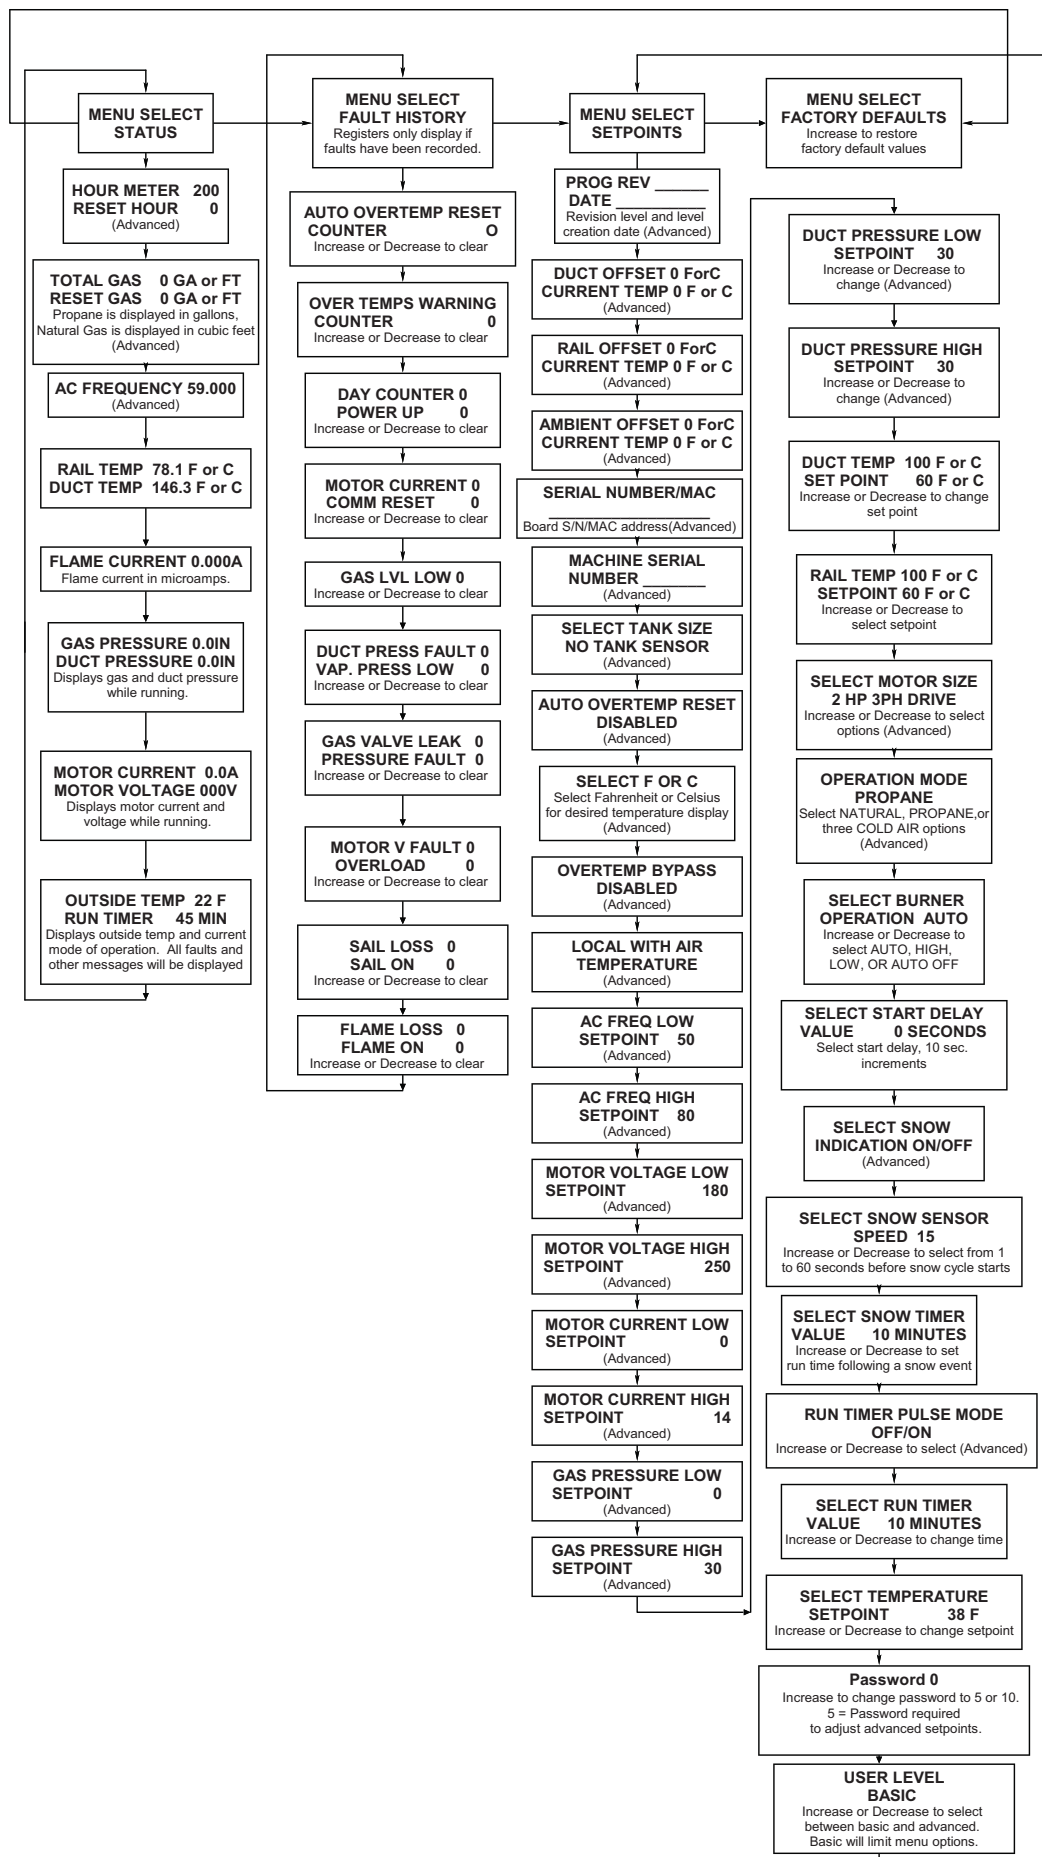 MENU SELECT
STATUS
HOUR METER 200
RESET HOUR 0
(Advanced)
TOTAL GAS 0 GA or FT
RESET GAS 0 GA or FT
Propane is displayed in gallons,
Natural Gas is displayed in cubic feet
(Advanced)
AC FREQUENCY 59.000
(Advanced)
RAIL TEMP 78.1 F or C
DUCT TEMP 146.3 F or C
FLAME CURRENT 0.000A
Flame current in microamps.
GAS PRESSURE 0.0IN
DUCT PRESSURE 0.0IN
Displays gas and duct pressure
while running.
MOTOR CURRENT 0.0A
MOTOR VOLTAGE 000V
Displays motor current and
voltage while running.
OUTSIDE TEMP 22 F
RUN TIMER 45 MIN
Displays outside temp and current
mode of operation. All faults and
other messages will be displayed
MENU SELECT
FAULT HISTORY
Registers only display if
faults have been recorded.
AUTO OVERTEMP RESET
COUNTER O
Increase or Decrease to clear
OVER TEMPS WARNING
COUNTER 0
Increase or Decrease to clear
DAY COUNTER 0
POWER UP 0
Increase or Decrease to clear
MOTOR CURRENT 0
COMM RESET 0
Increase or Decrease to clear
GAS LVL LOW 0
Increase or Decrease to clear
DUCT PRESS FAULT 0
VAP. PRESS LOW 0
Increase or Decrease to clear
GAS VALVE LEAK 0
PRESSURE FAULT 0
Increase or Decrease to clear
MOTOR V FAULT 0
OVERLOAD 0
Increase or Decrease to clear
SAIL LOSS 0
SAIL ON 0
Increase or Decrease to clear
FLAME LOSS 0
FLAME ON 0
Increase or Decrease to clear
MENU SELECT
SETPOINTS
PROG REV ______
DATE __________
Revision level and level
creation date (Advanced)
DUCT OFFSET 0 ForC
CURRENT TEMP 0 F or C
(Advanced)
RAIL OFFSET 0 ForC
CURRENT TEMP 0 F or C
(Advanced)
AMBIENT OFFSET 0 ForC
CURRENT TEMP 0 F or C
(Advanced)
SERIAL NUMBER/MAC
__________________
Board S/N/MAC address(Advanced)
MACHINE SERIAL
NUMBER _______
(Advanced)
SELECT TANK SIZE
NO TANK SENSOR
(Advanced)
AUTO OVERTEMP RESET
DISABLED
(Advanced)
SELECT F OR C
Select Fahrenheit or Celsius
for desired temperature display
(Advanced)
OVERTEMP BYPASS
DISABLED
(Advanced)
LOCAL WITH AIR
TEMPERATURE
(Advanced)
AC FREQ LOW
SETPOINT 50
(Advanced)
AC FREQ HIGH
SETPOINT 80
(Advanced)
MOTOR VOLTAGE LOW
SETPOINT 180
(Advanced)
MOTOR VOLTAGE HIGH
SETPOINT 250
(Advanced)
MOTOR CURRENT LOW
SETPOINT 0
(Advanced)
MOTOR CURRENT HIGH
SETPOINT 14
(Advanced)
GAS PRESSURE LOW
SETPOINT 0
(Advanced)
GAS PRESSURE HIGH
SETPOINT 30
(Advanced)
MENU SELECT
FACTORY DEFAULTS
Increase to restore
factory default values
DUCT PRESSURE LOW
SETPOINT 30
Increase or Decrease to
change (Advanced)
DUCT PRESSURE HIGH
SETPOINT 30
Increase or Decrease to
change (Advanced)
DUCT TEMP 100 F or C
SET POINT 60 F or C
Increase or Decrease to change
set point
RAIL TEMP 100 F or C
SETPOINT 60 F or C
Increase or Decrease to
select setpoint
SELECT MOTOR SIZE
2 HP 3PH DRIVE
Increase or Decrease to select
options (Advanced)
OPERATION MODE
PROPANE
Select NATURAL, PROPANE,or
three COLD AIR options
(Advanced)
SELECT BURNER
OPERATION AUTO
Increase or Decrease to
select AUTO, HIGH,
LOW, OR AUTO OFF
SELECT START DELAY
VALUE 0 SECONDS
Select start delay, 10 sec.
increments
SELECT SNOW
INDICATION ON/OFF
(Advanced)
SELECT SNOW SENSOR
SPEED 15
Increase or Decrease to select from 1
to 60 seconds before snow cycle starts
SELECT SNOW TIMER
VALUE 10 MINUTES
Increase or Decrease to set
run time following a snow event
RUN TIMER PULSE MODE
OFF/ON
Increase or Decrease to select (Advanced)
SELECT RUN TIMER
VALUE 10 MINUTES
Increase or Decrease to change time
SELECT TEMPERATURE
SETPOINT 38 F
Increase or Decrease to change setpoint
Password 0
Increase to change password to 5 or 10.
5 = Password required
to adjust advanced setpoints.
USER LEVEL
BASIC
Increase or Decrease to select
between basic and advanced.
Basic will limit menu options.